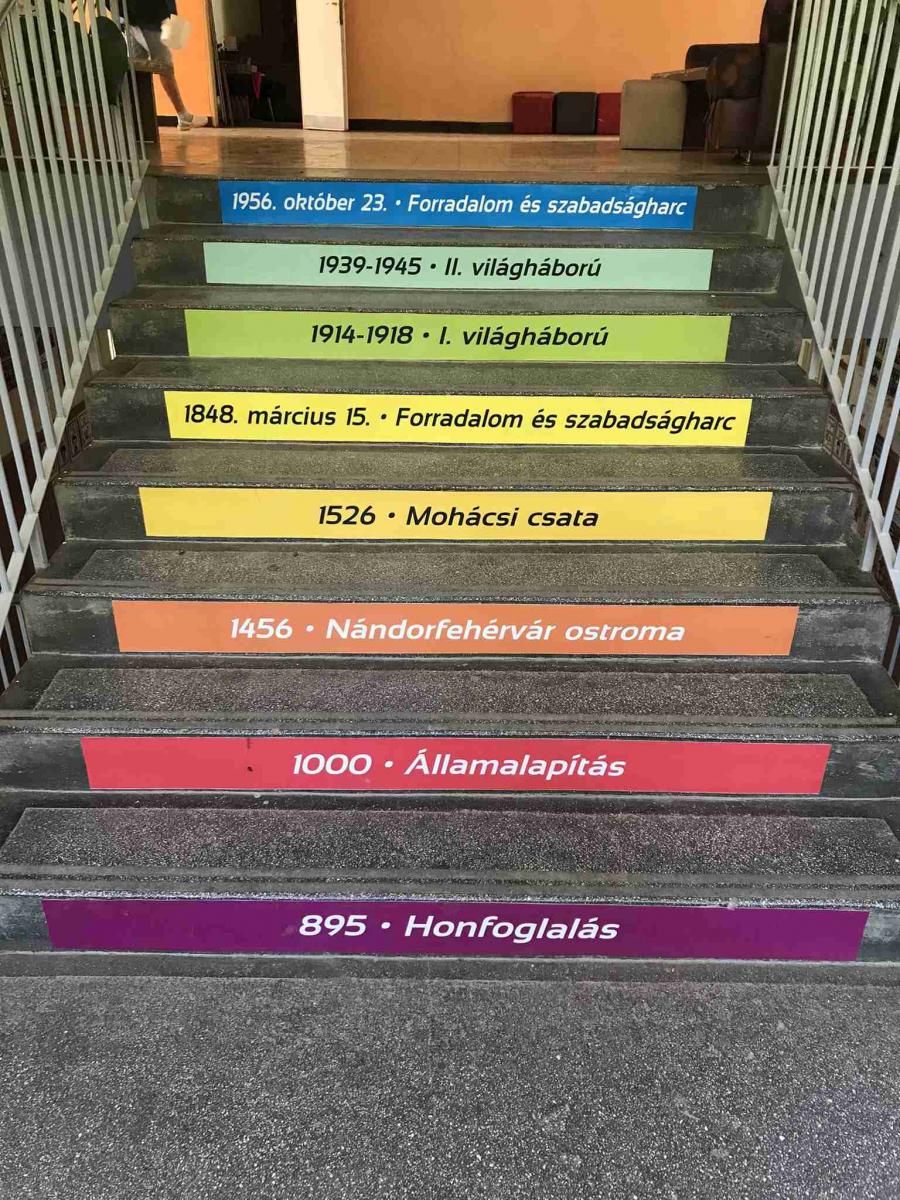 1956. október 23. • Forradalom és szabadságharc
1939-1945 • II. világháború
1914-1918 • I. világháború
1848. március 15. • Forradalom és szabadságharc
1526 • Mohácsi csata
1456 • Nándorfehérvár ostroma
1000 • Államalapítás
895 • Honfoglalás